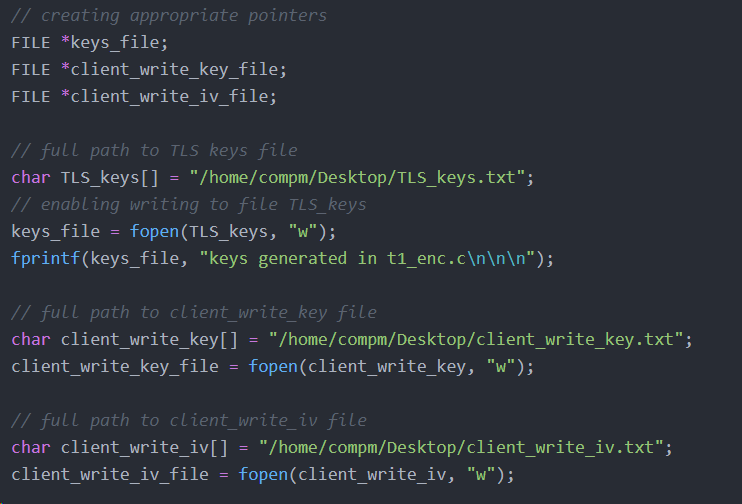 // creating appropriate pointers
FILE *keys_file;
FILE *client_write_key_file;
FILE *client_write_iv_file;
// full path to TLS keys file
char TLS_keys[] = "/home/compm/Desktop/TLS_keys.txt";
// enabling writing to file TLS_keys
keys_file = fopen(TLS_keys, "w");
fprintf(keys_file, "keys generated in t1_enc.c\n\n\n");
// full path to client_write_key file
char client_write_key[] = "/home/compm/Desktop/client_write_key.txt";
client_write_key_file = fopen(client_write_key, "w");
// full path to client_write_iv file
char client_write_iv[] = "/home/compm/Desktop/client_write_iv.txt";
client_write_iv_file = fopen(client_write_iv, "w");